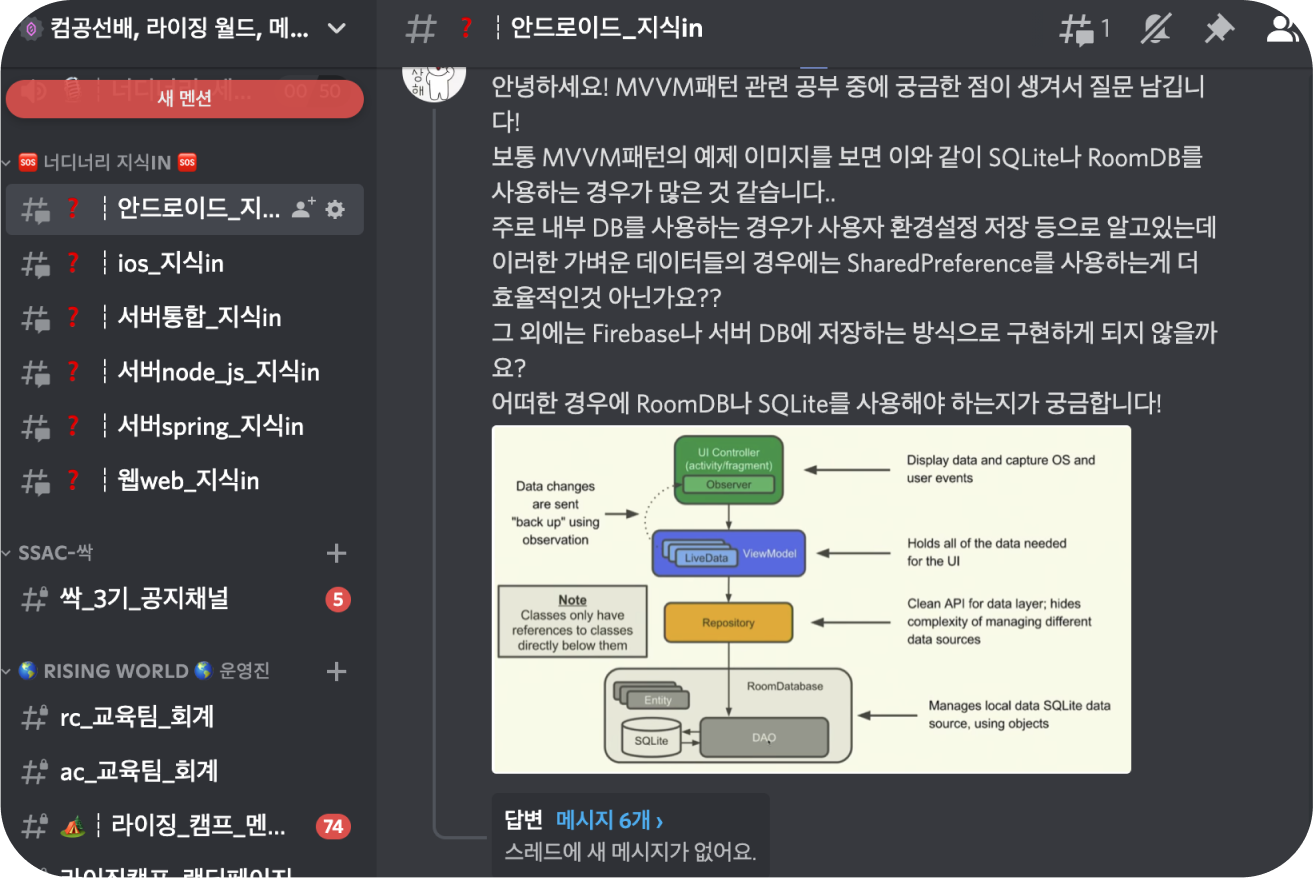 컴공선배, 라이징 월드, 메...
새 멘션
SOS 너디너리 지식IN SOS
# ❓ ┆ 안드로이드_지...
# ❓ ┆ ios_지식in
# ❓ ┆ 서버통합_지식in
# ❓ ┆ 서버node_js_지식in
# ❓ ┆ 서버spring_지식in
# ❓ ┆ 웹web_지식in
SSAC-싹 +
# 싹_3기_공지채널 5
🌎 RISING WORLD 🌎 운영진 +
# rc_교육팀_회계
# ac_교육팀_회계
# 🏕️ ┆ 라이징_캠프_멘... 74
# ❓ ┆ 안드로이드_지식in
1
상
해
안녕하세요! MVVM패턴 관련 공부 중에 궁금한 점이 생겨서 질문 남깁니
다!
보통 MVVM패턴의 예제 이미지를 보면 이와 같이 SQLite나 RoomDB를
사용하는 경우가 많은 것 같습니다..
주로 내부 DB를 사용하는 경우가 사용자 환경설정 저장 등으로 알고있는데
이러한 가벼운 데이터들의 경우에는 SharedPreference를 사용하는게 더
효율적인것 아닌가요??
그 외에는 Firebase나 서버 DB에 저장하는 방식으로 구현하게 되지 않을까
요?
어떠한 경우에 RoomDB나 SQLite를 사용해야 하는지가 궁금합니다!
UI Controller
(activity/fragment)
Observer
Display data and capture OS and
user events
Data changes
are sent
"back up" using
observation
LiveData
ViewModel
Holds all of the data needed
for the UI
Note
Classes only have
references to classes
directly below them
Repository
Clean API for data layer; hides
complexity of managing different
data sources
RoomDatabase
Entity
SQLite
DAO
Manages local data SQLite data
source, using objects
답변 메시지 6개 ›
스레드에 새 메시지가 없어요.